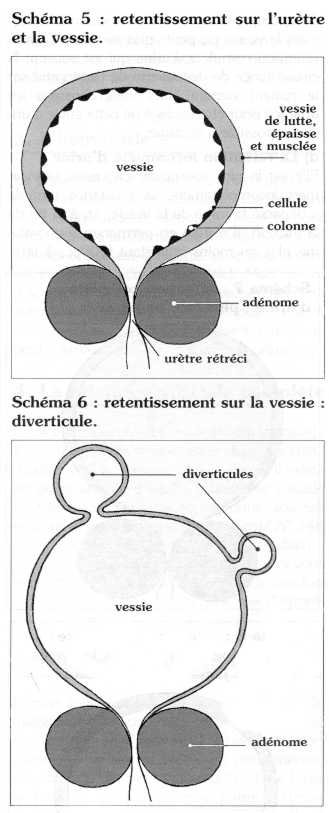 Schéma 5 : retentissement sur l'urètre
et la vessie.
vessie
de lutte,
épaisse
et musclée
vessie
cellule
colonne
adénome
urètre rétréci
Schéma 6 : retentissement sur la vessie :
diverticule.
diverticules
vessie
adénome